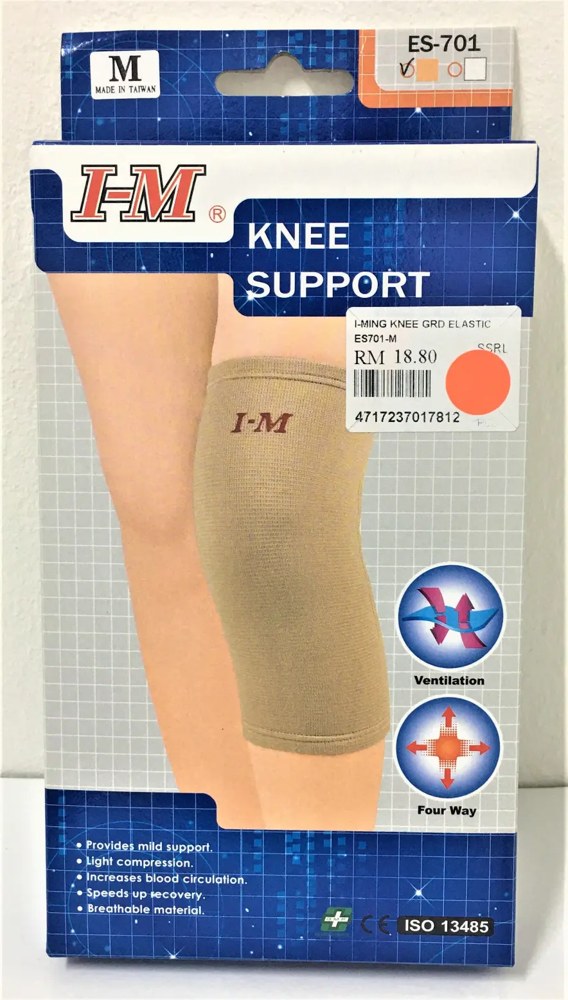 M
MADE IN TAIWAN
ES-701
I-M ®
KNEE
SUPPORT
I-MING KNEE GRD ELASTIC
ES701-M
RM 18.80
SSRL
4717237017812
I-M
Ventilation
Four Way
• Provides mild support.
• Light compression.
• Increases blood circulation.
• Speeds up recovery.
• Breathable material.
CE ISO 13485